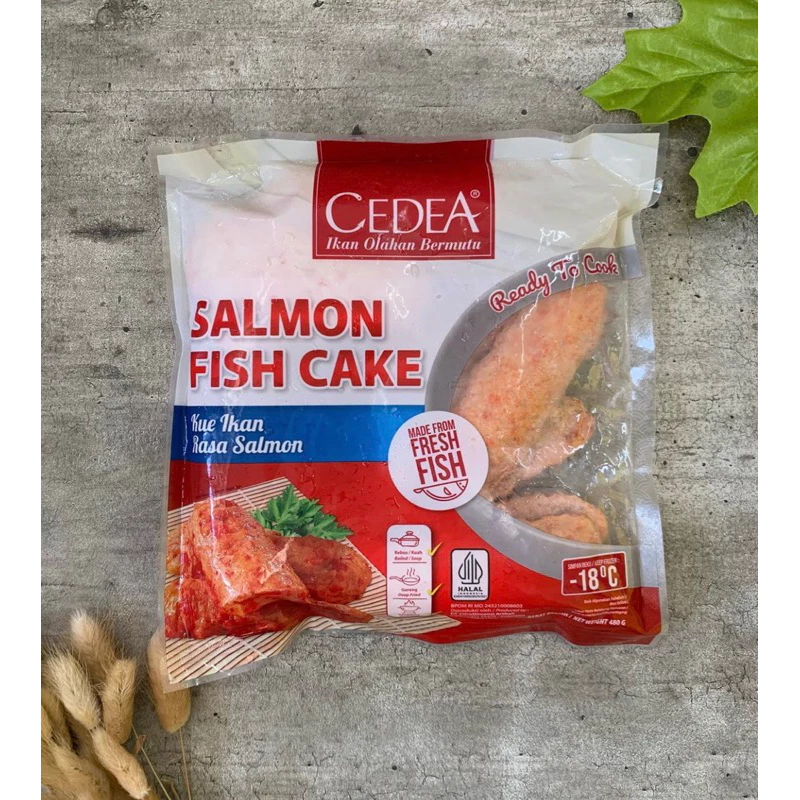 CEDEA®
Ikan Olahan Bermutu
Ready To Cook
SALMON
FISH CAKE
Kue Ikan
Rasa Salmon
MADE FROM
FRESH
FISH
Rebus / Kuah
Boiled / Soup
Goreng
Deep Fried
HALAL
INDONESIA
SIMPAN BEKU / KEEP FROZEN
-18°C
BPOM RI MD 243210008603
NET WEIGHT 480 G